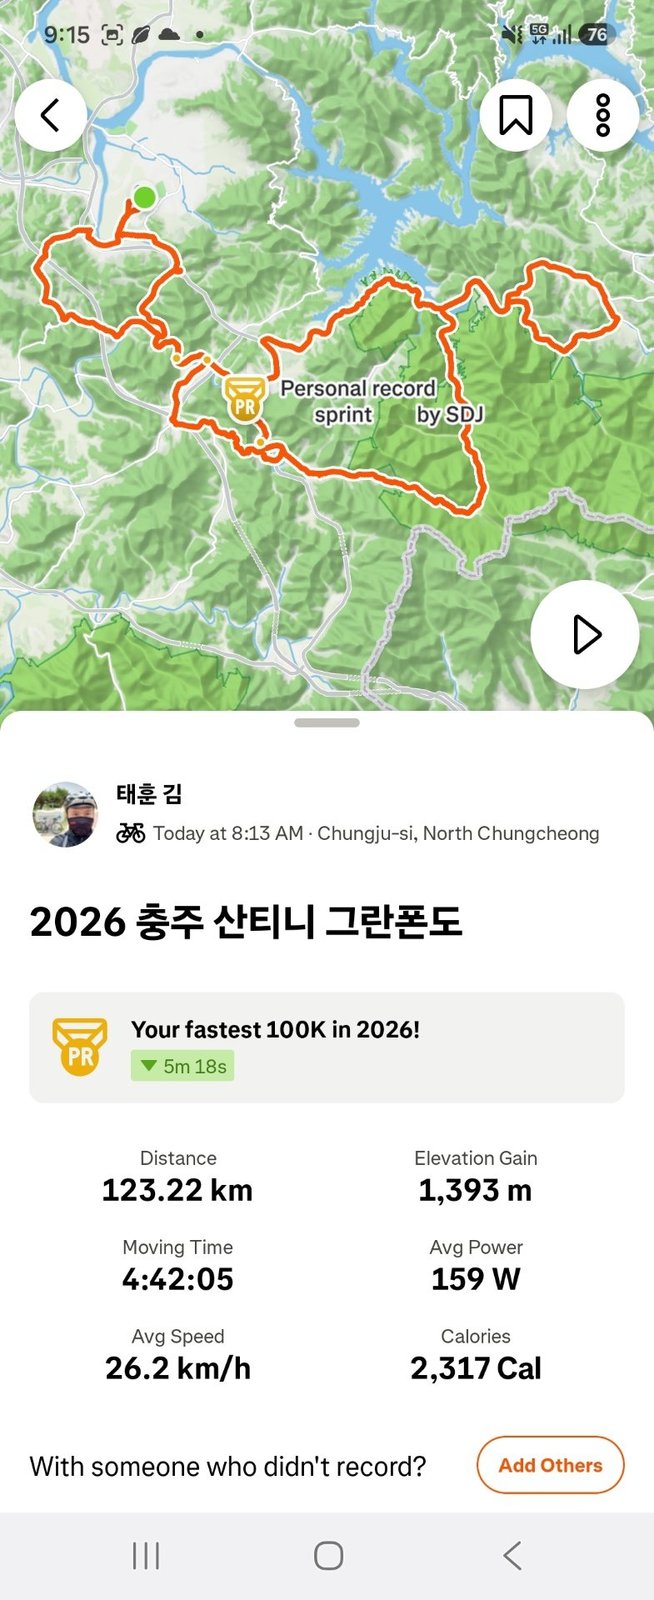 9:15
5G
76
PR
Personal record
sprint by SDJ
태훈 김
Today at 8:13 AM · Chungju-si, North Chungcheong
2026 충주 산티니 그란폰도
PR
Your fastest 100K in 2026!
▼ 5m 18s
Distance
123.22 km
Elevation Gain
1,393 m
Moving Time
4:42:05
Avg Power
159 W
Avg Speed
26.2 km/h
Calories
2,317 Cal
With someone who didn't record?
Add Others